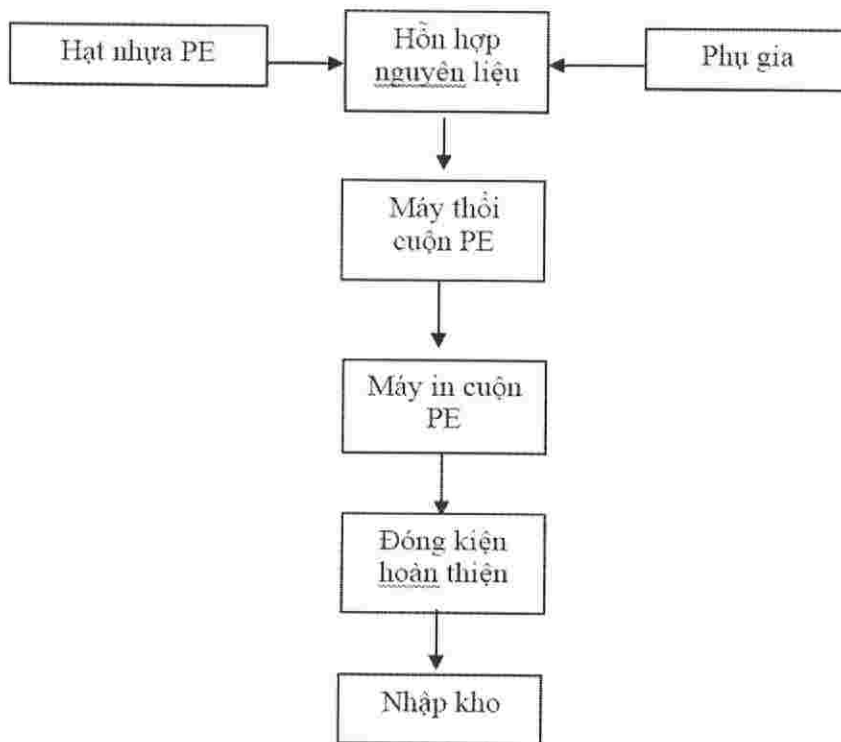 Hạt nhựa PE
Hỗn hợp
nguyên liệu
Phụ gia
Máy thổi
cuộn PE
Máy in cuộn
PE
Đóng kiện
hoàn thiện
Nhập kho